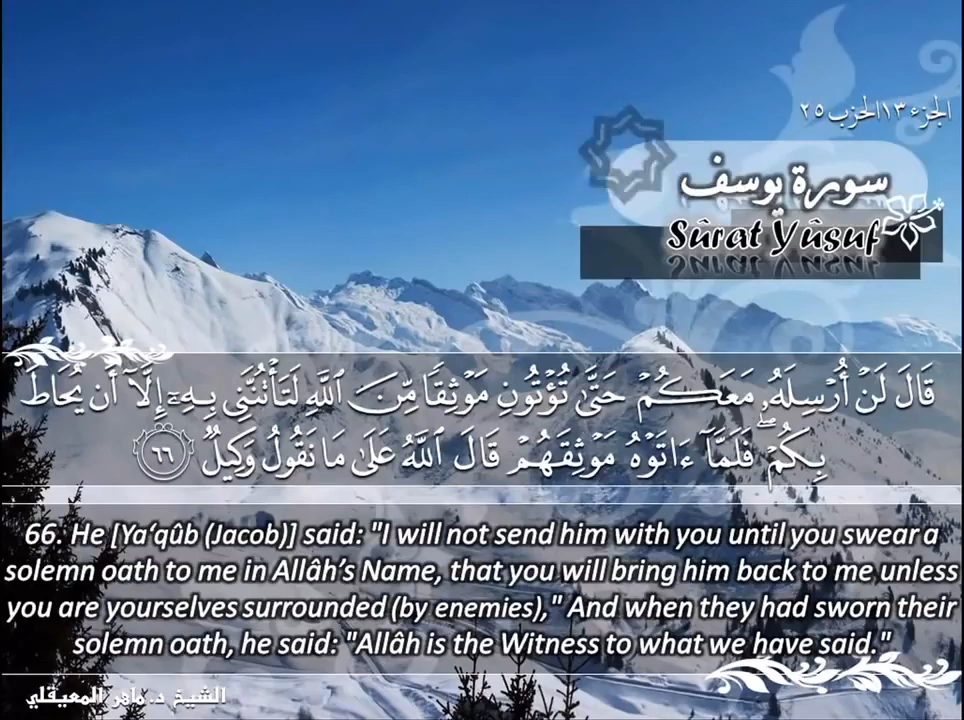 الجزء ١٣ الحزب ٢٥
سورة يوسف
Sûrat Yûsuf
قَالَ لَنْ أُرْسِلَهُۥ مَعَكُمْ حَتَّىٰ تُؤْتُونِ مَوْثِقًا مِّنَ ٱللَّهِ لَتَأْتُنَّنِى بِهِۦٓ إِلَّآ أَن يُحَاطَ
بِكُمْ ۖ فَلَمَّآ ءَاتَوْهُ مَوْثِقَهُمْ قَالَ ٱللَّهُ عَلَىٰ مَا نَقُولُ وَكِيلٌ ٦٦
66. He [Ya‘qûb (Jacob)] said: "I will not send him with you until you swear a
solemn oath to me in Allâh’s Name, that you will bring him back to me unless
you are yourselves surrounded (by enemies)," And when they had sworn their
solemn oath, he said: "Allâh is the Witness to what we have said."
الشيخ د. ماهر المعيقلي